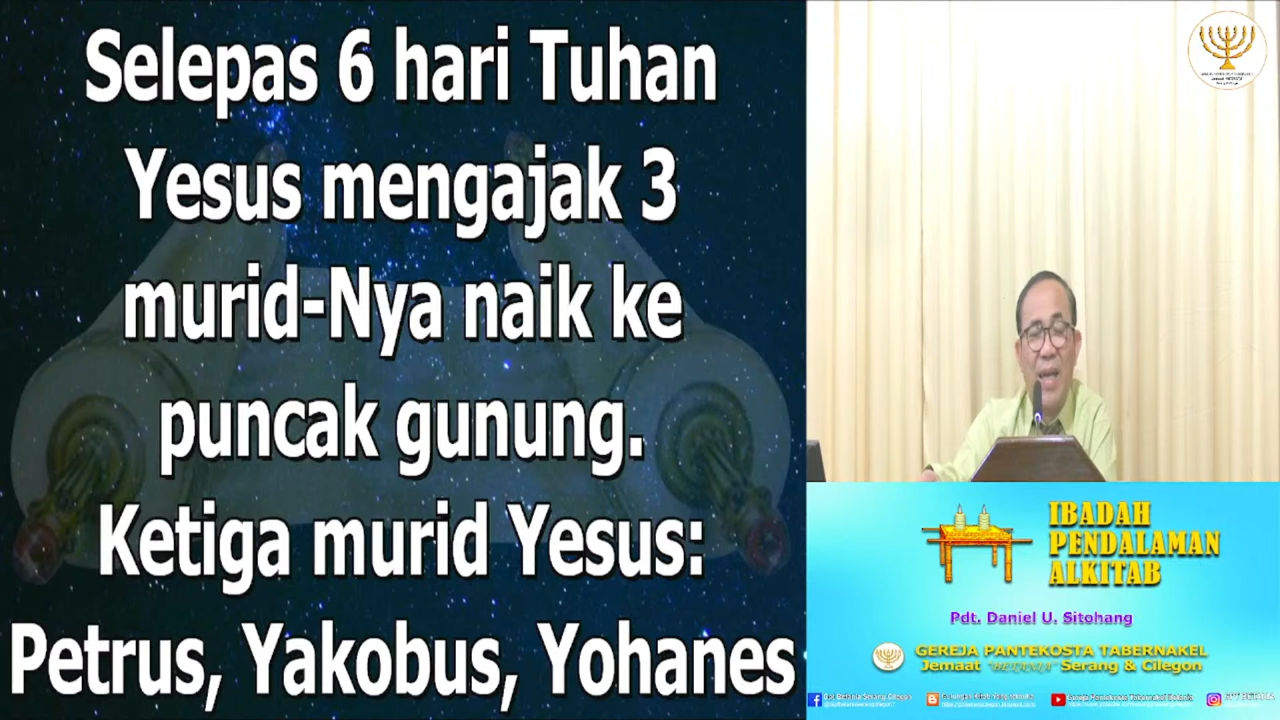 Selepas 6 hari Tuhan
Yesus mengajak 3
murid-Nya naik ke
puncak gunung.
Ketiga murid Yesus:
Petrus, Yakobus, Yohanes
IBADAH
PENDALAMAN
ALKITAB
Pdt. Daniel U. Sitohang
GEREJA PANTEKOSTA TABERNAKEL
Jemaat "BETANIA" Serang & Cilegon